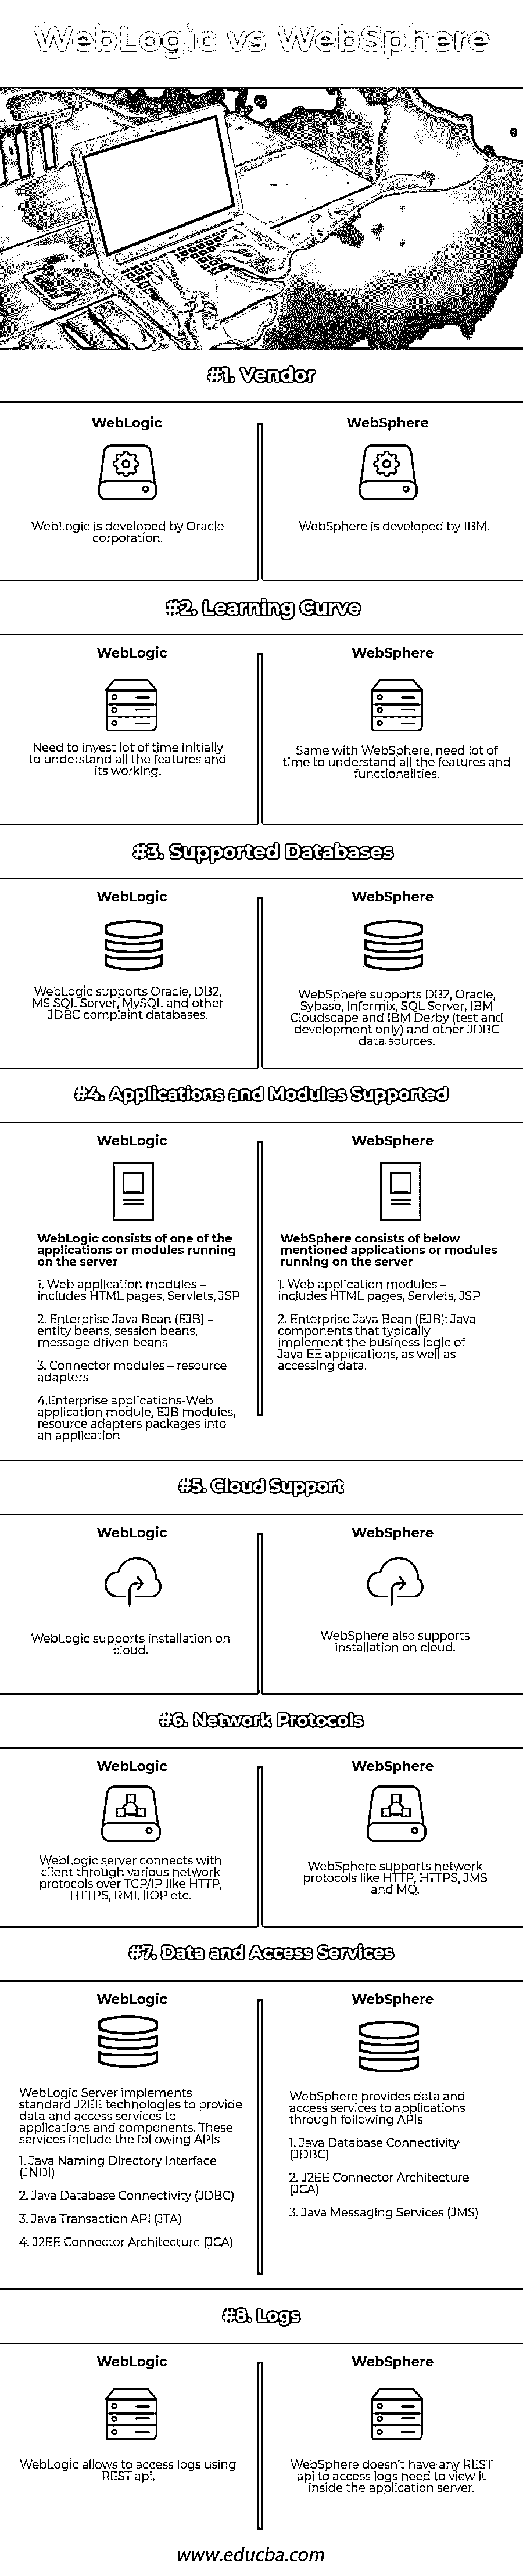 WebLogic vs WebSphere
#1. Vendor
WebLogic
WebLogic is developed by Oracle
corporation.
WebSphere
WebSphere is developed by IBM.
#2. Learning Curve
WebLogic
Need to invest lot of time initially
to understand all the features and
its working.
WebSphere
Same with WebSphere, need lot of
time to understand all the features and
functionalities.
#3. Supported Databases
WebLogic
WebLogic supports Oracle, DB2,
MS SQL Server, MySQL and other
JDBC complaint databases.
WebSphere
WebSphere supports DB2, Oracle,
Sybase, Informix, SQL Server, IBM
Cloudscape and IBM Derby (test and
development only) and other JDBC
data sources.
#4. Applications and Modules Supported
WebLogic
WebLogic consists of one of the
applications or modules running
on the server
1. Web application modules –
includes HTML pages, Servlets, JSP
2. Enterprise Java Bean (EJB) –
entity beans, session beans,
message driven beans
3. Connector modules – resource
adapters
4.Enterprise applications-Web
application module, EJB modules,
resource adapters packages into
an application
WebSphere
WebSphere consists of below
mentioned applications or modules
running on the server
1. Web application modules –
includes HTML pages, Servlets, JSP
2. Enterprise Java Bean (EJB): Java
components that typically
implement the business logic of
Java EE applications, as well as
accessing data.
#5. Cloud Support
WebLogic
WebLogic supports installation on
cloud.
WebSphere
WebSphere also supports
installation on cloud.
#6. Network Protocols
WebLogic
WebLogic server connects with
client through various network
protocols over TCP/IP like HTTP,
HTTPS, RMI, IIOP etc.
WebSphere
WebSphere supports network
protocols like HTTP, HTTPS, JMS
and MQ.
#7. Data and Access Services
WebLogic
WebLogic Server implements
standard J2EE technologies to provide
data and access services to
applications and components. These
services include the following APIs
1. Java Naming Directory Interface
(JNDI)
2. Java Database Connectivity (JDBC)
3. Java Transaction API (JTA)
4. J2EE Connector Architecture (JCA)
WebSphere
WebSphere provides data and
access services to applications
through following APIs
1. Java Database Connectivity
(JDBC)
2. J2EE Connector Architecture
(JCA)
3. Java Messaging Services (JMS)
#8. Logs
WebLogic
WebLogic allows to access logs using
REST api.
WebSphere
WebSphere doesn't have any REST
api to access logs need to view it
inside the application server.
www.educba.com